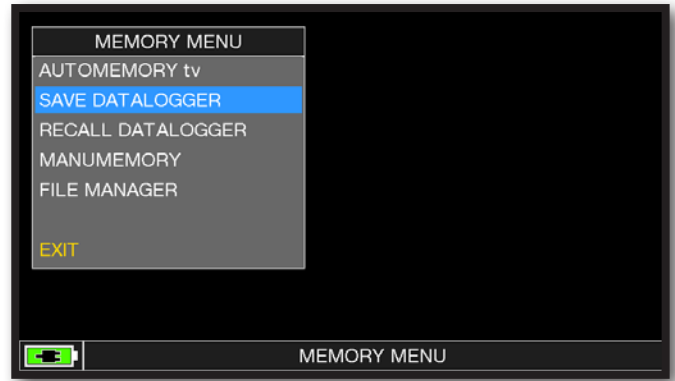 MEMORY MENU
AUTOMEMORY tv
SAVE DATALOGGER
RECALL DATALOGGER
MANUMEMORY
FILE MANAGER
EXIT
MEMORY MENU